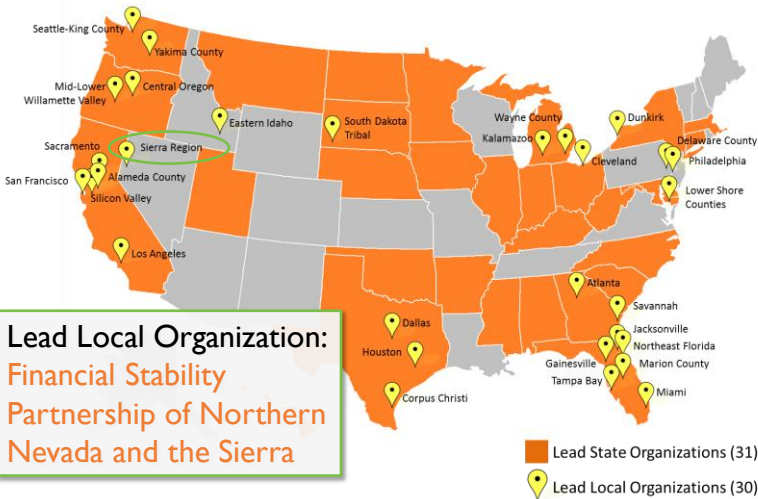 Seattle-King County
Yakima County
Mid-Lower
Willamette Valley
Central Oregon
Eastern Idaho
South Dakota
Tribal
Wayne County
Kalamazoo
Dunkirk
Delaware County
Cleveland
Philadelphia
Sacramento
Sierra Region
San Francisco
Alameda County
Silicon Valley
Lower Shore
Counties
Los Angeles
Atlanta
Savannah
Dallas
Jacksonville
Northeast Florida
Houston
Gainesville
Marion County
Tampa Bay
Miami
Corpus Christi
Lead Local Organization:
Financial Stability
Partnership of Northern
Nevada and the Sierra
Lead State Organizations (31)
Lead Local Organizations (30)